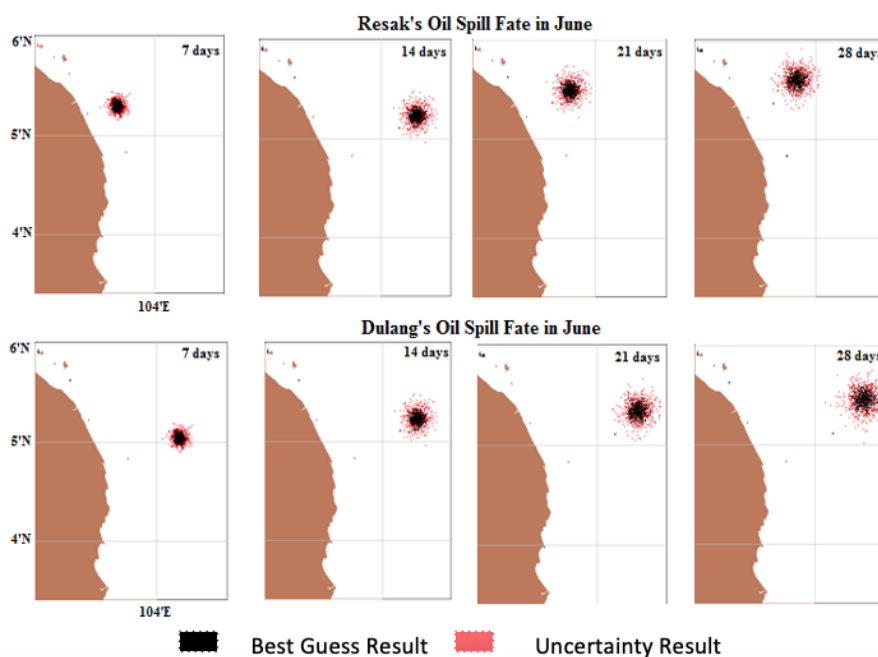 Resak's Oil Spill Fate in June
6'N 7 days 14 days 21 days 28 days
5'N
4'N
104'E
Dulang's Oil Spill Fate in June
6'N 7 days 14 days 21 days 28 days
5'N
4'N
104'E
Best Guess Result Uncertainty Result